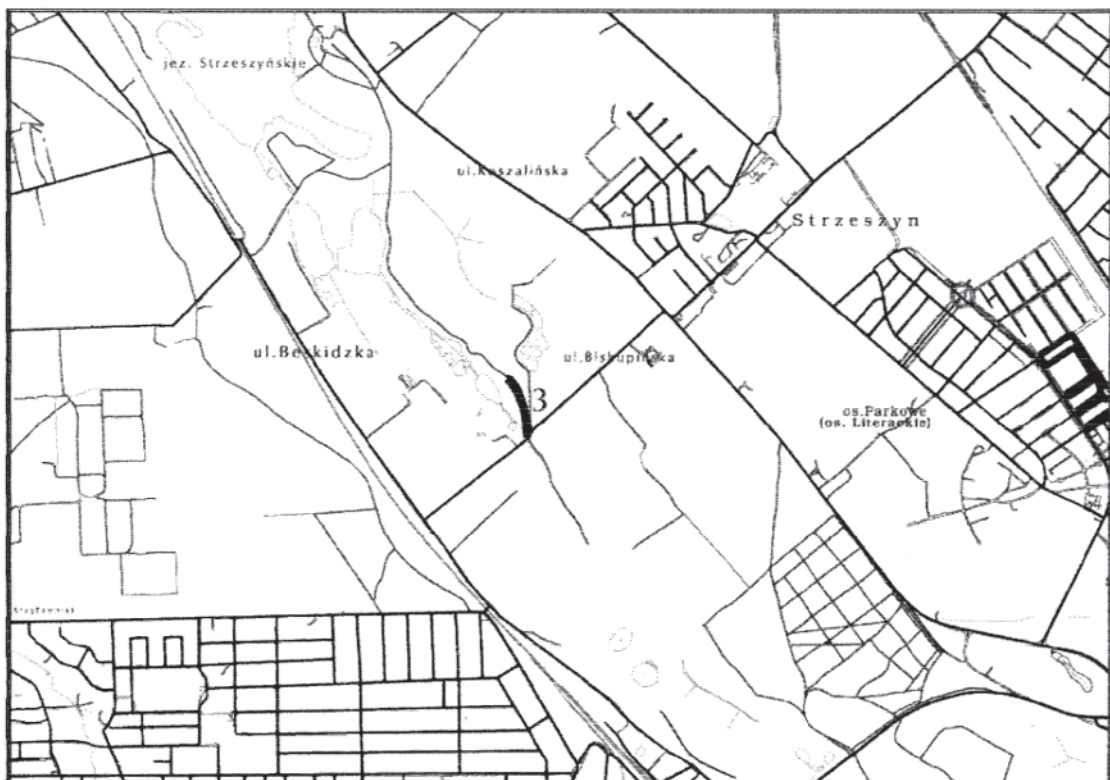 jez. Strzeszyńskie
ul.Koszalińska
Strzeszyn
ul.Beskidzka
ul.Biskupińska
3
os.Parkowe
(os. Literackie)